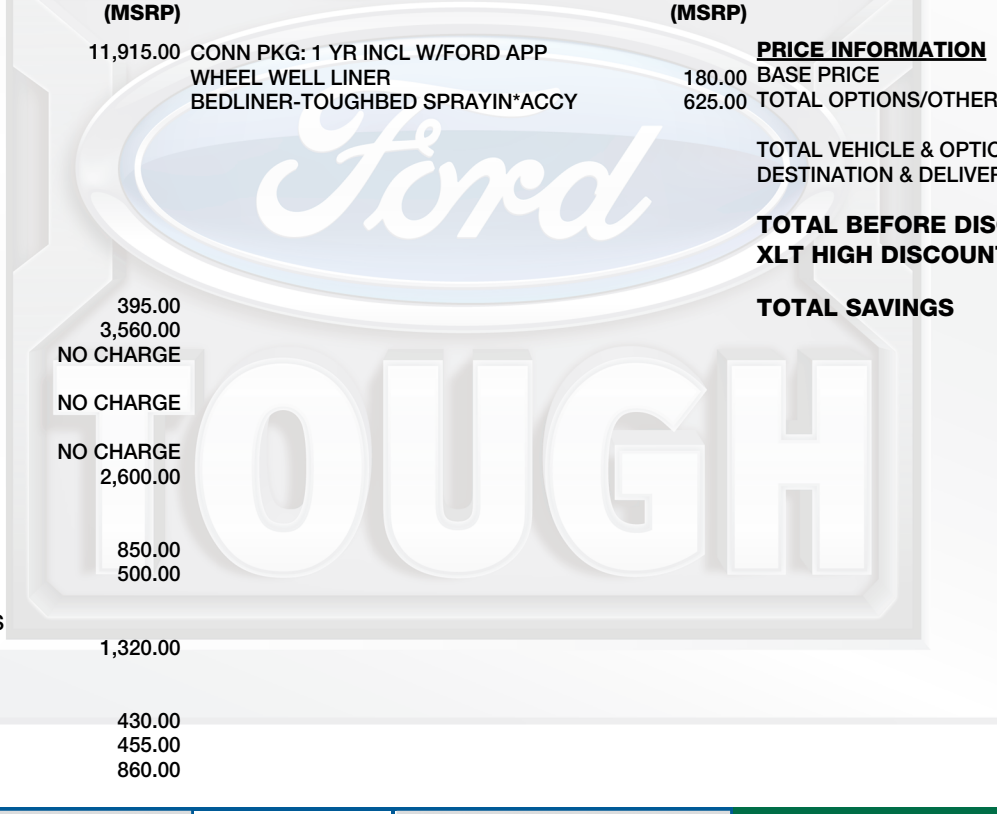 (MSRP) (MSRP)
11,915.00 CONN PKG: 1 YR INCL W/FORD APP PRICE INFORMATION
WHEEL WELL LINER 180.00 BASE PRICE
BEDLINER-TOUGHBED SPRAYIN*ACCY 625.00 TOTAL OPTIONS/OTHER
TOTAL VEHICLE & OPTIO
DESTINATION & DELIVER
TOTAL BEFORE DIS
XLT HIGH DISCOUNT
395.00 TOTAL SAVINGS
3,560.00
NO CHARGE
NO CHARGE
NO CHARGE
2,600.00
850.00
500.00
S
1,320.00
430.00
455.00
860.00
Ford
TOUGH